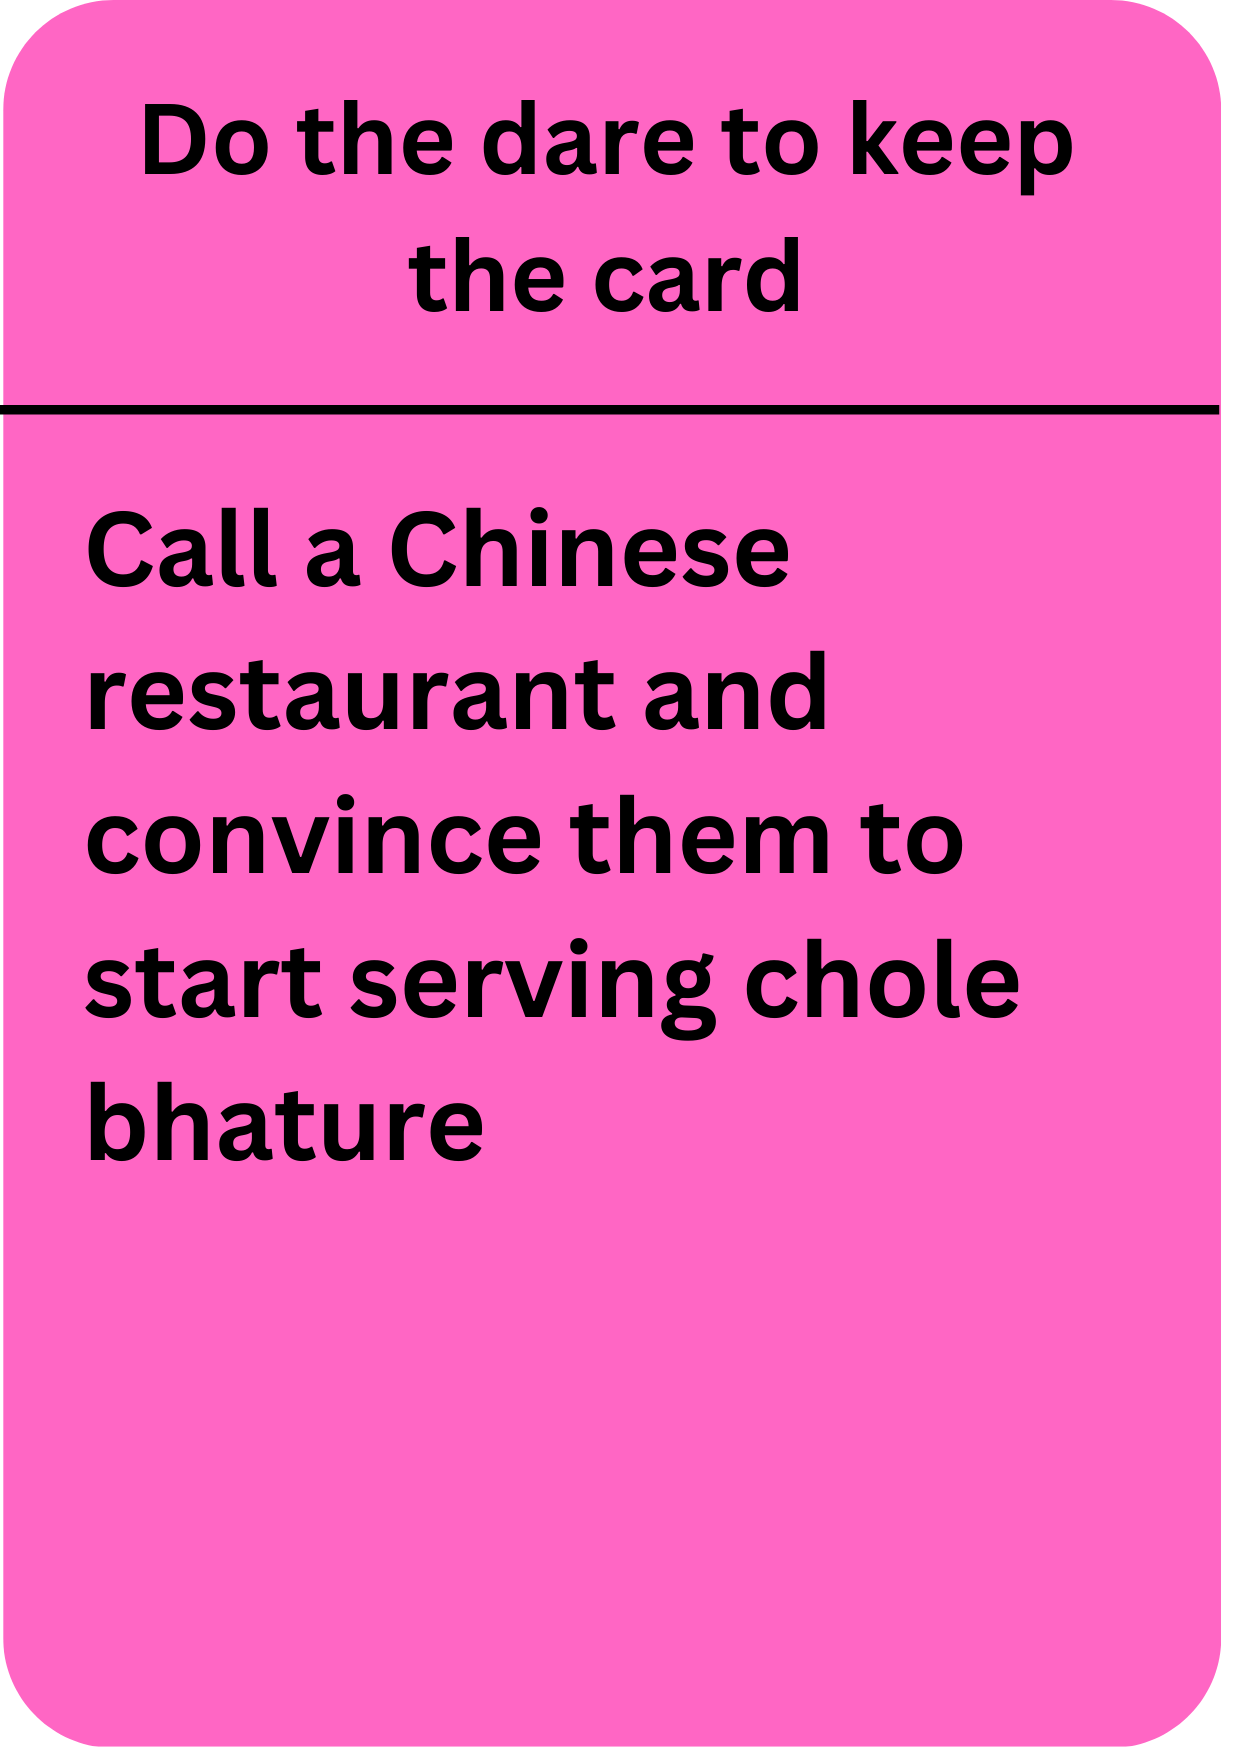 Do the dare to keep
the card
Call a Chinese
restaurant and
convince them to
start serving chole
bhature